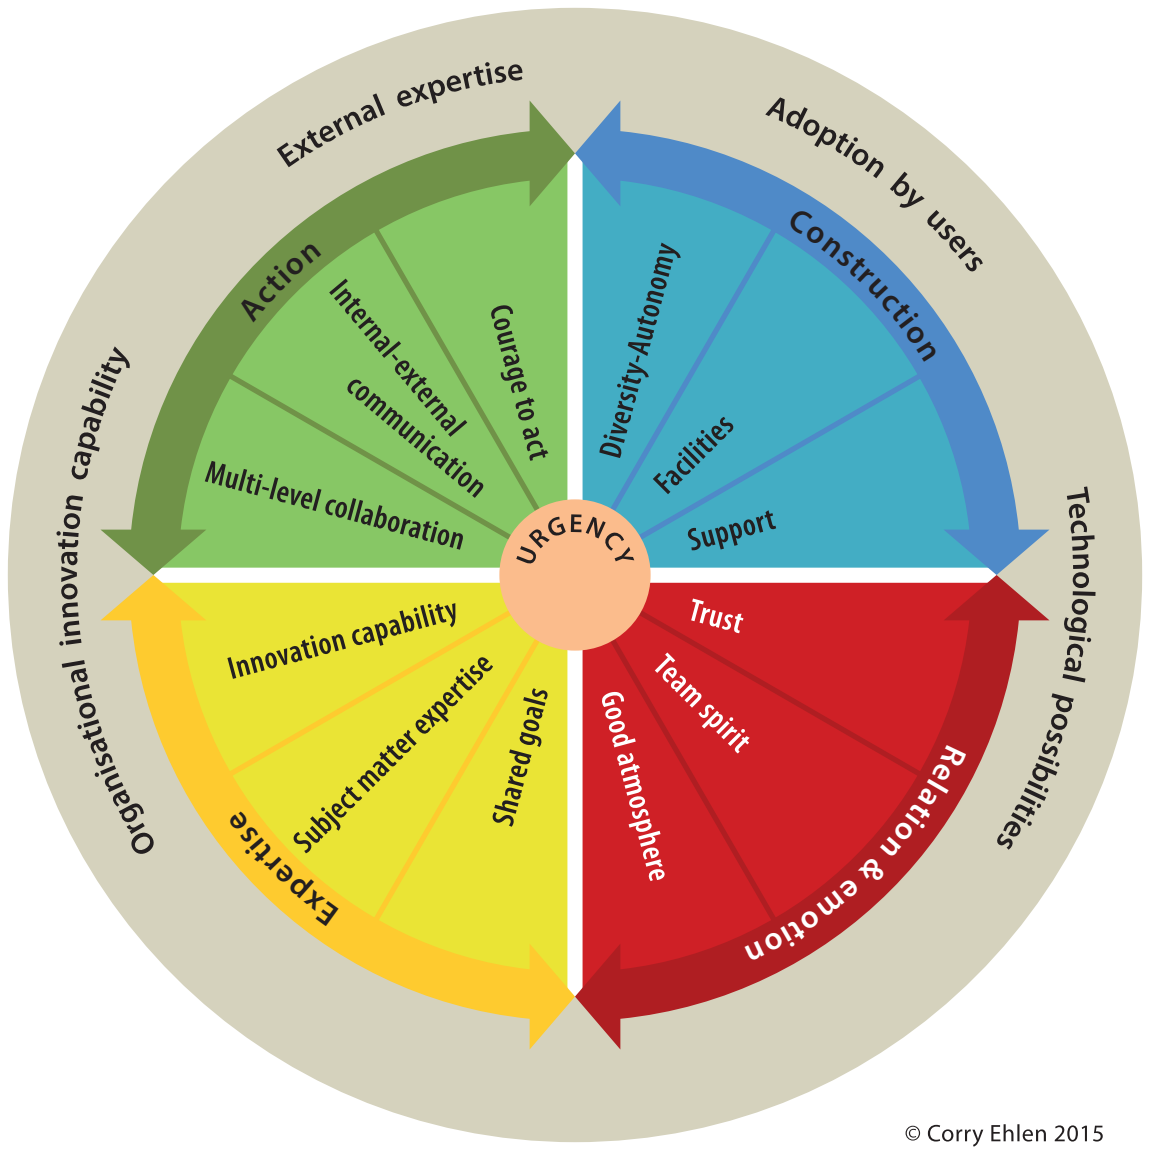 External expertise
Adoption by users
Technological possibilities
Organisational innovation capability
Action
Internal-external
communication
Courage to act
Multi-level collaboration
Construction
Diversity-Autonomy
Facilities
Support
URGENCY
Trust
Team spirit
Good atmosphere
Relation & emotion
Innovation capability
Subject matter expertise
Shared goals
Expertise
© Corry Ehlen 2015